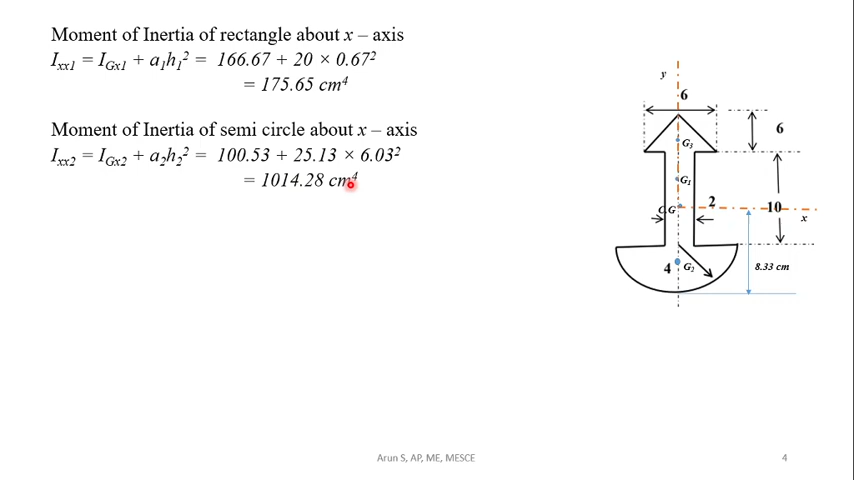 Moment of Inertia of rectangle about x – axis
Ixx1 = IGx1 + a1h1² = 166.67 + 20 × 0.67²
= 175.65 cm⁴
Moment of Inertia of semi circle about x – axis
Ixx2 = IGx2 + a2h2² = 100.53 + 25.13 × 6.03²
= 1014.28 cm⁴
y
6
6
G3
G1
2
C.G
10
x
4
G2
8.33 cm
Arun S, AP, ME, MESCE
4